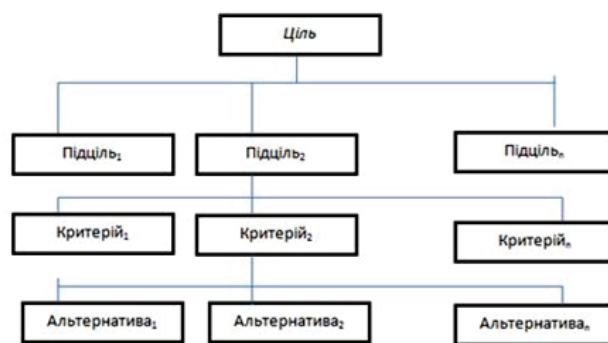 Ціль
Підціль₁ Підціль₂ Підцільₙ
Критерій₁ Критерій₂ Критерійₙ
Альтернатива₁ Альтернатива₂ Альтернативаₙ